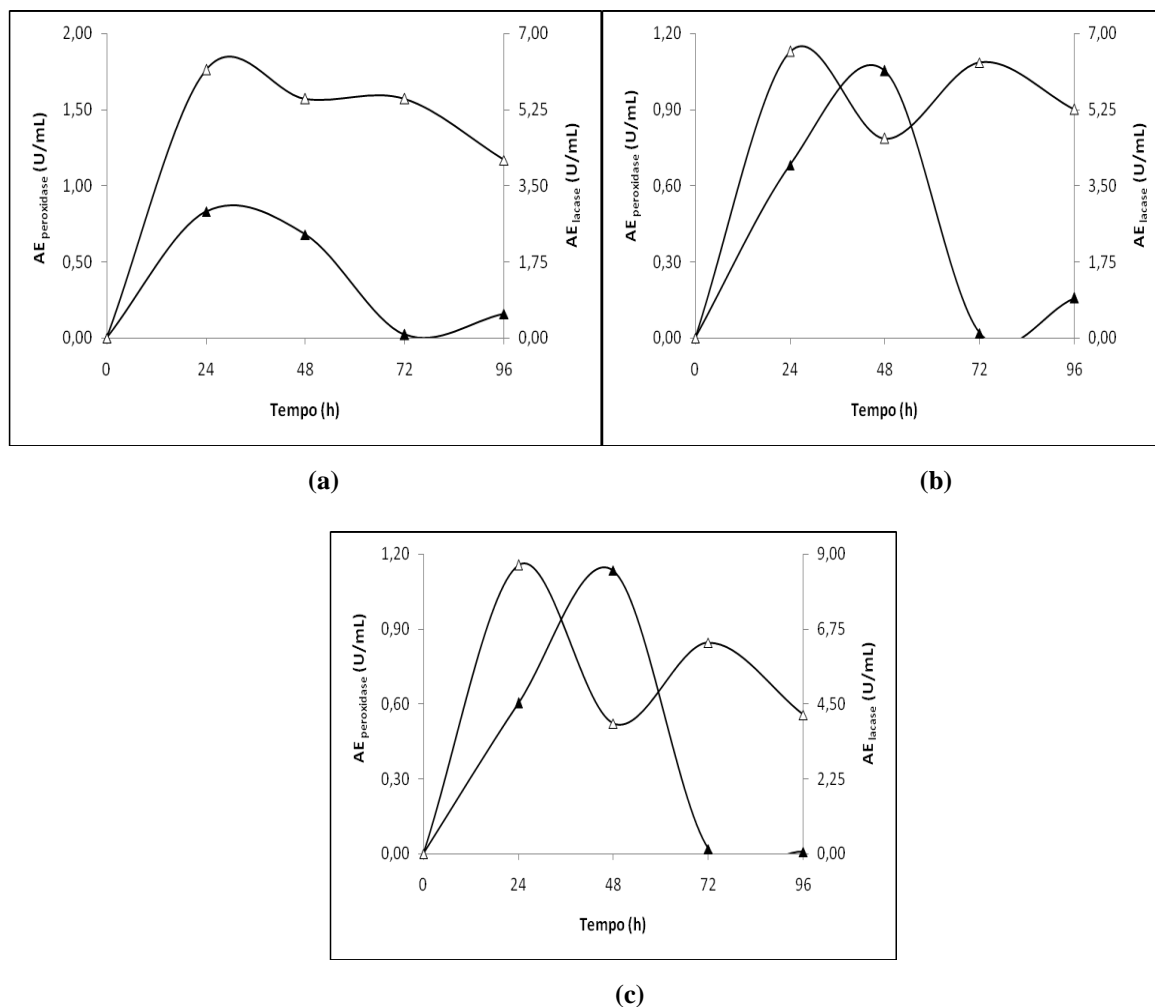 2,00
1,50
1,00
0,50
0,00
AE peroxidase (U/mL)
7,00
5,25
3,50
1,75
0,00
AE lacase (U/mL)
0 24 48 72 96
Tempo (h)
(a)
1,20
0,90
0,60
0,30
0,00
AE peroxidase (U/mL)
7,00
5,25
3,50
1,75
0,00
AE lacase (U/mL)
0 24 48 72 96
Tempo (h)
(b)
1,20
0,90
0,60
0,30
0,00
AE peroxidase (U/mL)
9,00
6,75
4,50
2,25
0,00
AE lacase (U/mL)
0 24 48 72 96
Tempo (h)
(c)